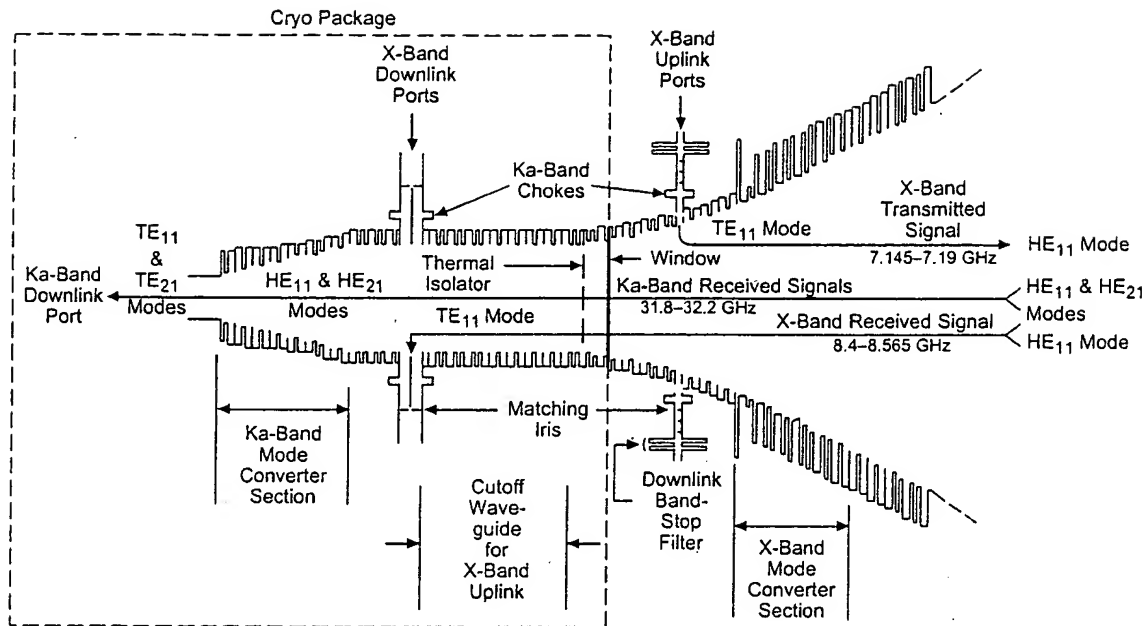 Cryo Package
X-Band
Downlink
Ports
X-Band
Uplink
Ports
Ka-Band
Chokes
X-Band
Transmitted
Signal
7.145–7.19 GHz
TE11 Mode
HE11 Mode
TE11
&
TE21
Modes
Ka-Band
Downlink
Port
HE11 & HE21
Modes
Thermal
Isolator
Window
Ka-Band Received Signals
31.8–32.2 GHz
HE11 & HE21
Modes
TE11 Mode
X-Band Received Signal
8.4–8.565 GHz
HE11 Mode
Ka-Band
Mode
Converter
Section
Matching
Iris
Cutoff
Wave-
guide
for
X-Band
Uplink
Downlink
Band-
Stop
Filter
X-Band
Mode
Converter
Section